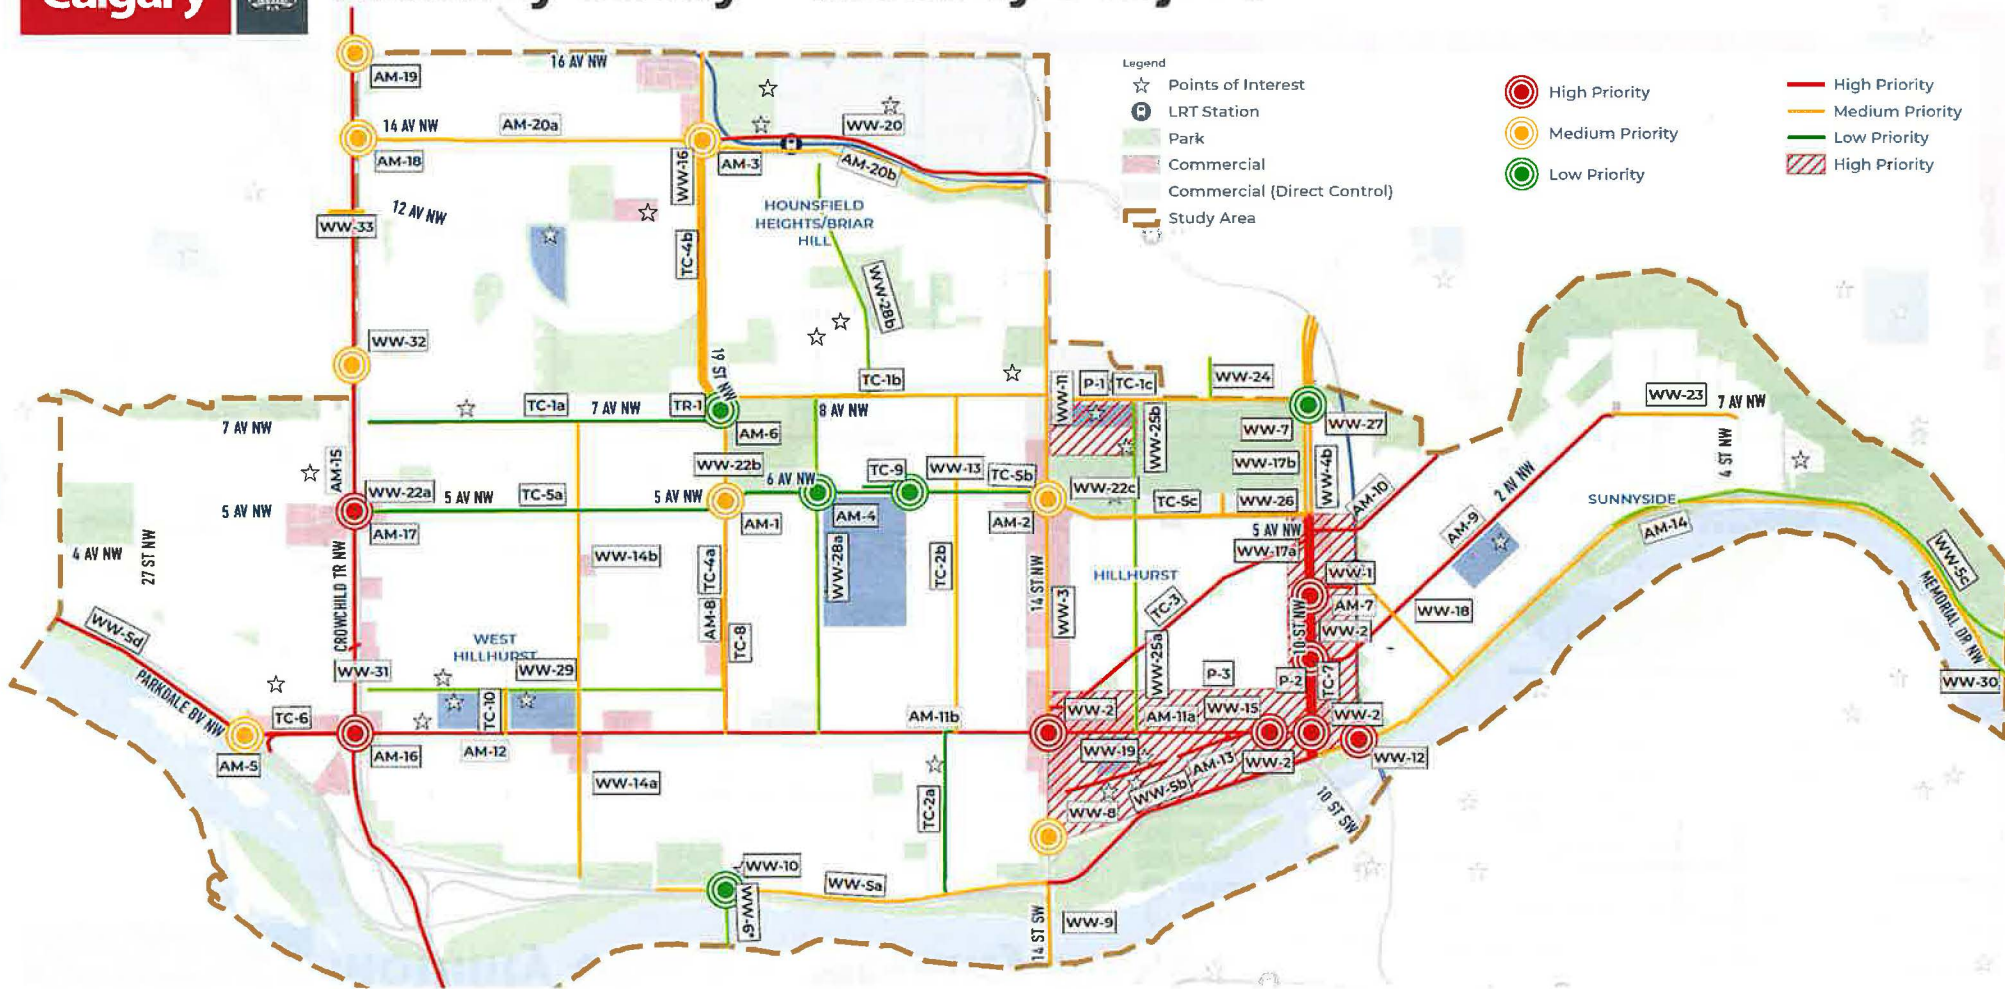 Calgary
AM-19
16 AV NW
14 AV NW
AM-20a
AM-18
WW-16
AM-3
WW-20
AM-20b
12 AV NW
WW-33
TC-4b
HOUNSFIELD
HEIGHTS/BRIAR
HILL
WW-28b
WW-32
19 ST NW
Legend
Points of Interest
LRT Station
Park
Commercial
Commercial (Direct Control)
Study Area
High Priority
Medium Priority
Low Priority
High Priority
Medium Priority
Low Priority
High Priority
TC-1a
7 AV NW
TR-1
TC-1b
8 AV NW
7 AV NW
AM-6
WW-11
P-1
TC-1c
WW-24
WW-25b
WW-7
WW-27
WW-23
7 AV NW
4 ST NW
AM-15
WW-22a
5 AV NW
TC-5a
5 AV NW
WW-22b
6 AV NW
TC-9
WW-13
TC-5b
WW-22c
TC-5c
WW-17b
WW-26
WW-4b
AM-10
5 AV NW
AM-17
AM-1
AM-4
AM-2
5 AV NW
WW-17a
AM-9
2 AV NW
SUNNYSIDE
AM-14
WW-5c
MEMORIAL DR NW
WW-30
4 AV NW
27 ST NW
CROWCHILD TR NW
WW-14b
TC-4a
WW-28a
TC-2b
14 ST NW
WW-3
HILLHURST
TC-3
WW-1
AM-7
WW-2
10 ST NW
WW-18
WW-5d
PARKDALE BV NW
WEST
HILLHURST
WW-29
WW-31
AM-8
TC-8
TC-10
WW-25a
P-3
P-2
TC-7
TC-6
AM-5
AM-16
AM-12
AM-11b
WW-2
AM-11a
WW-15
WW-2
WW-19
AM-13
WW-2
WW-12
WW-14a
TC-2a
WW-8
WW-5b
10 ST SW
WW-10
WW-5a
WW-6
14 ST SW
WW-9